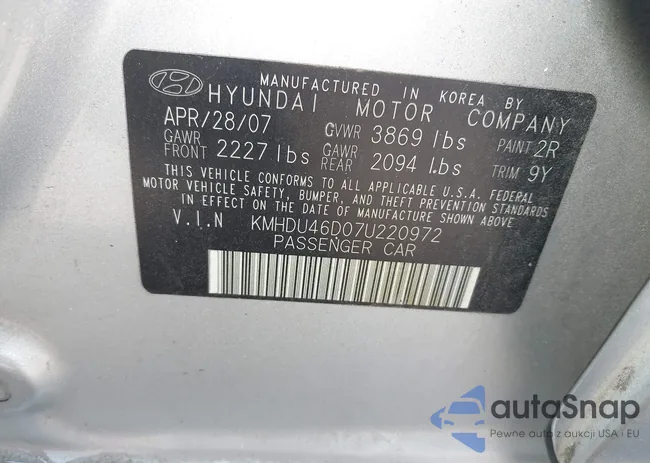 MANUFACTURED IN KOREA BY
HYUNDAI MOTOR COMPANY
APR/28/07 GVWR 3869 lbs PAINT 2R
GAWR FRONT 2227 lbs GAWR REAR 2094 lbs TRIM 9Y
THIS VEHICLE CONFORMS TO ALL APPLICABLE U.S.A. FEDERAL
MOTOR VEHICLE SAFETY, BUMPER, AND THEFT PREVENTION STANDARDS
IN EFFECT ON THE DATE OF MANUFACTURE SHOWN ABOVE
V.I.N KMHDU46D07U220972
PASSENGER CAR
autoSnap
Pewne auta z aukcji USA i EU